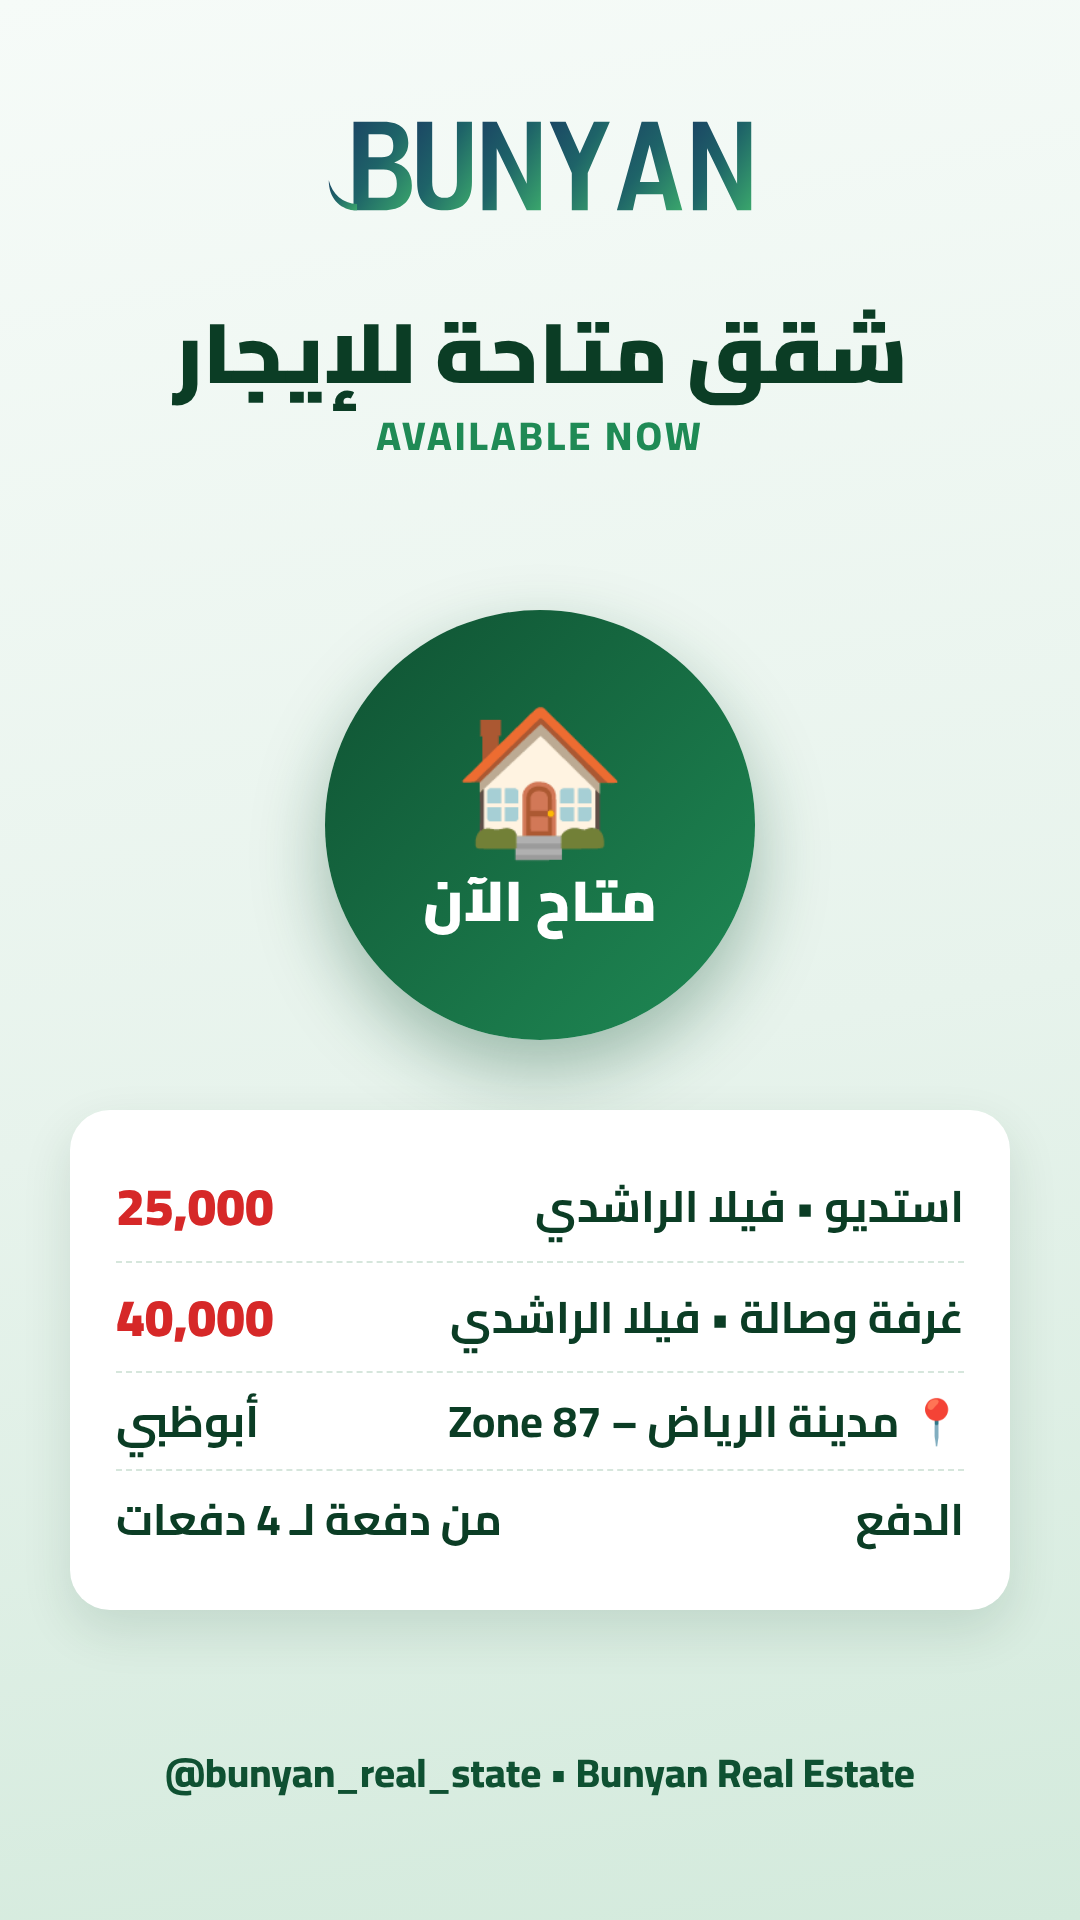 BUNYAN
شقق متاحة للإيجار
AVAILABLE NOW
متاح الآن
استديو ▪ فيلا الراشدي 25,000
غرفة وصالة ▪ فيلا الراشدي 40,000
📍 مدينة الرياض – Zone 87 أبوظبي
الدفع من دفعة لـ 4 دفعات
@bunyan_real_state ▪ Bunyan Real Estate